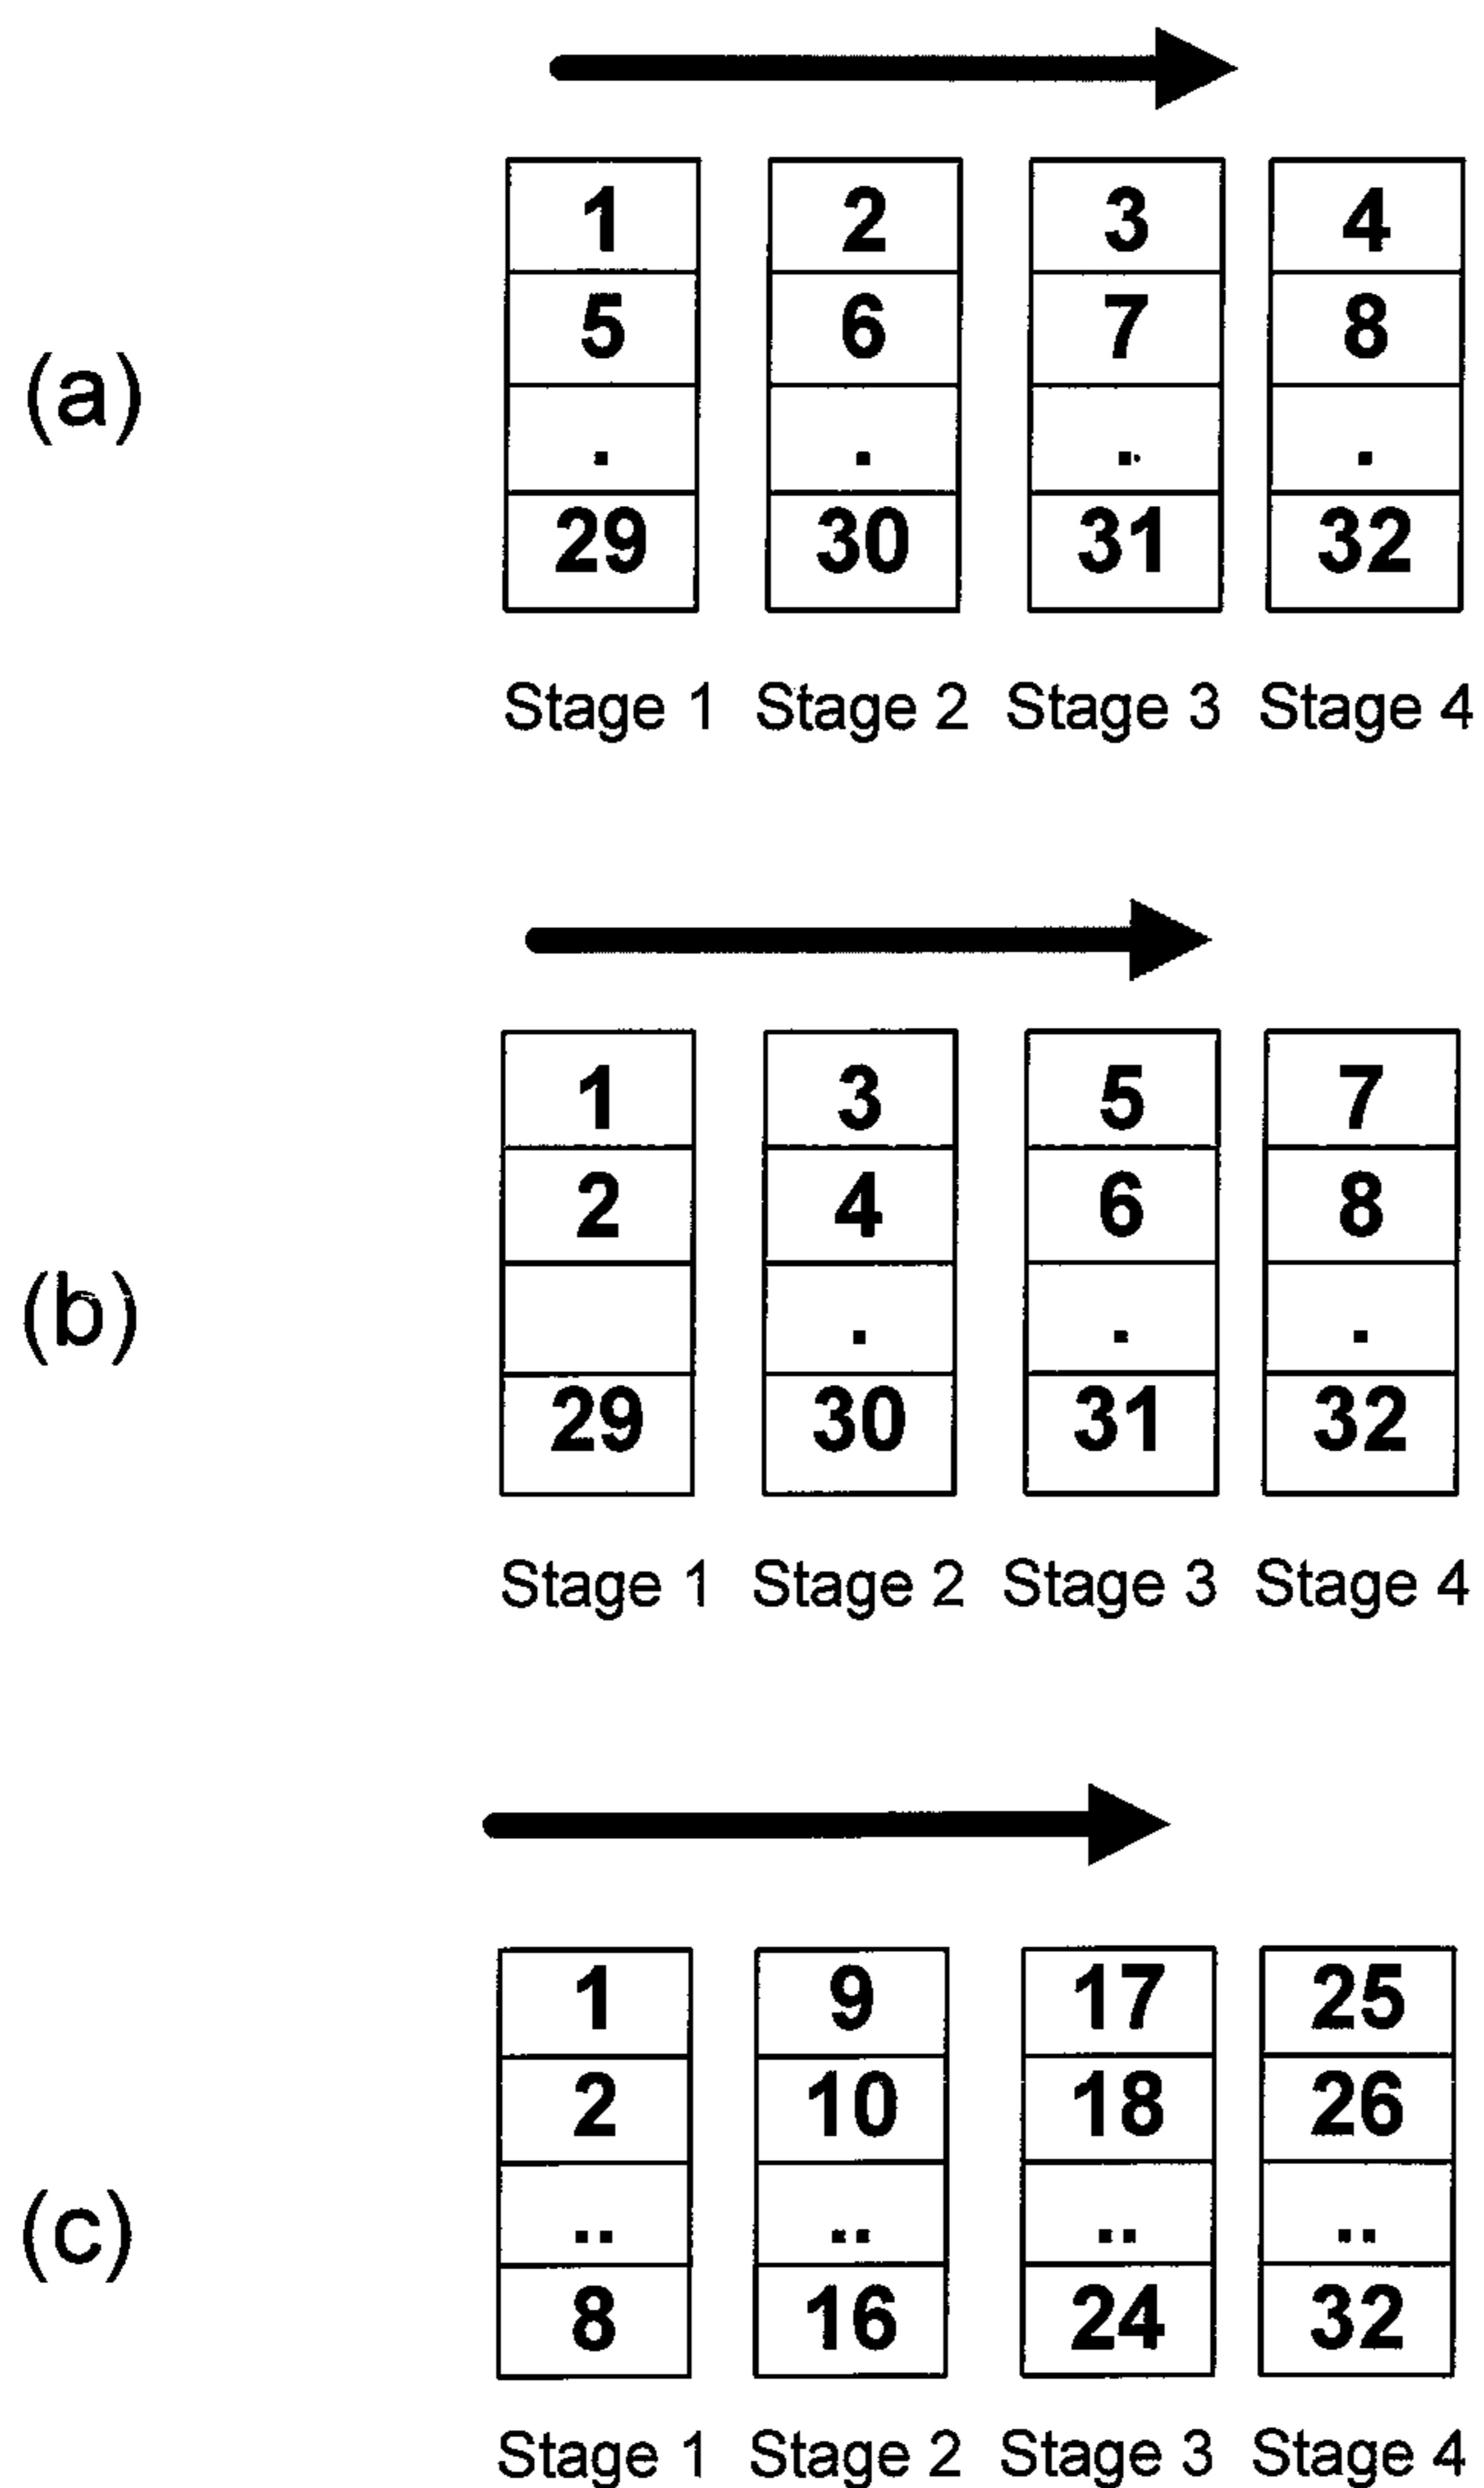 1 2 3 4
5 6 7 8
(a)
. . . .
29 30 31 32
Stage 1 Stage 2 Stage 3 Stage 4
1 3 5 7
2 4 6 8
(b)
. . .
29 30 31 32
Stage 1 Stage 2 Stage 3 Stage 4
1 9 17 25
2 10 18 26
(c)
.. .. .. ..
8 16 24 32
Stage 1 Stage 2 Stage 3 Stage 4